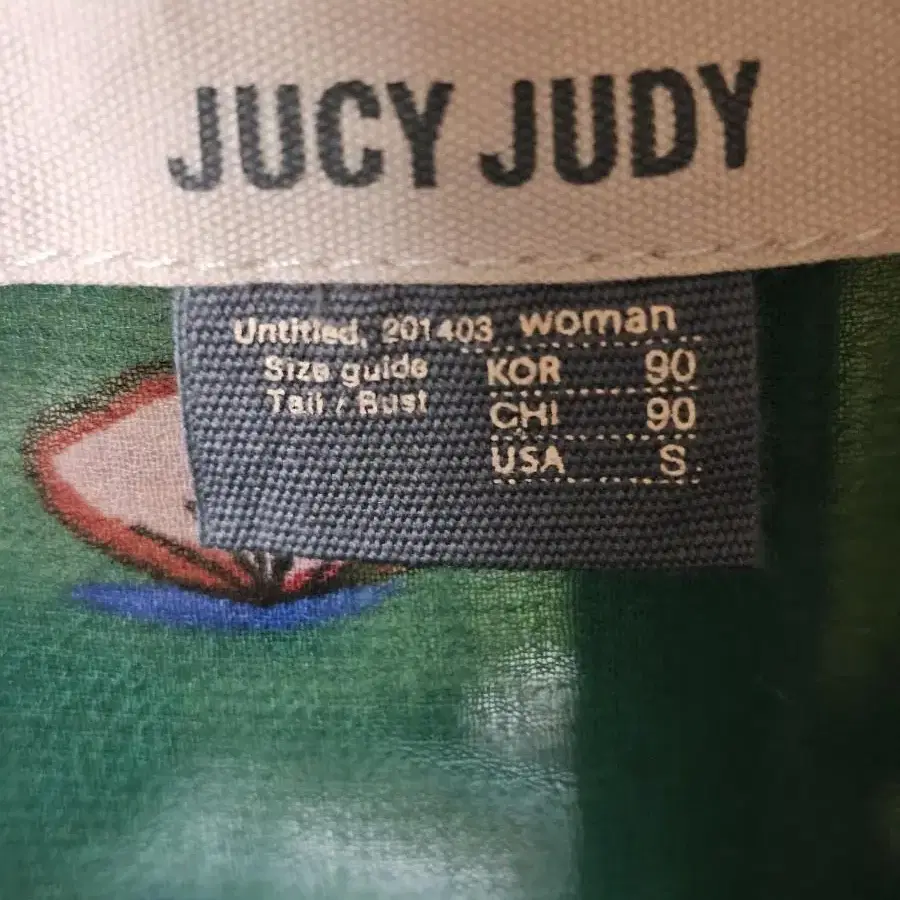 JUCY JUDY
Untitled, 201403 woman
Size guide KOR 90
Tall / Bust CHI 90
USA S